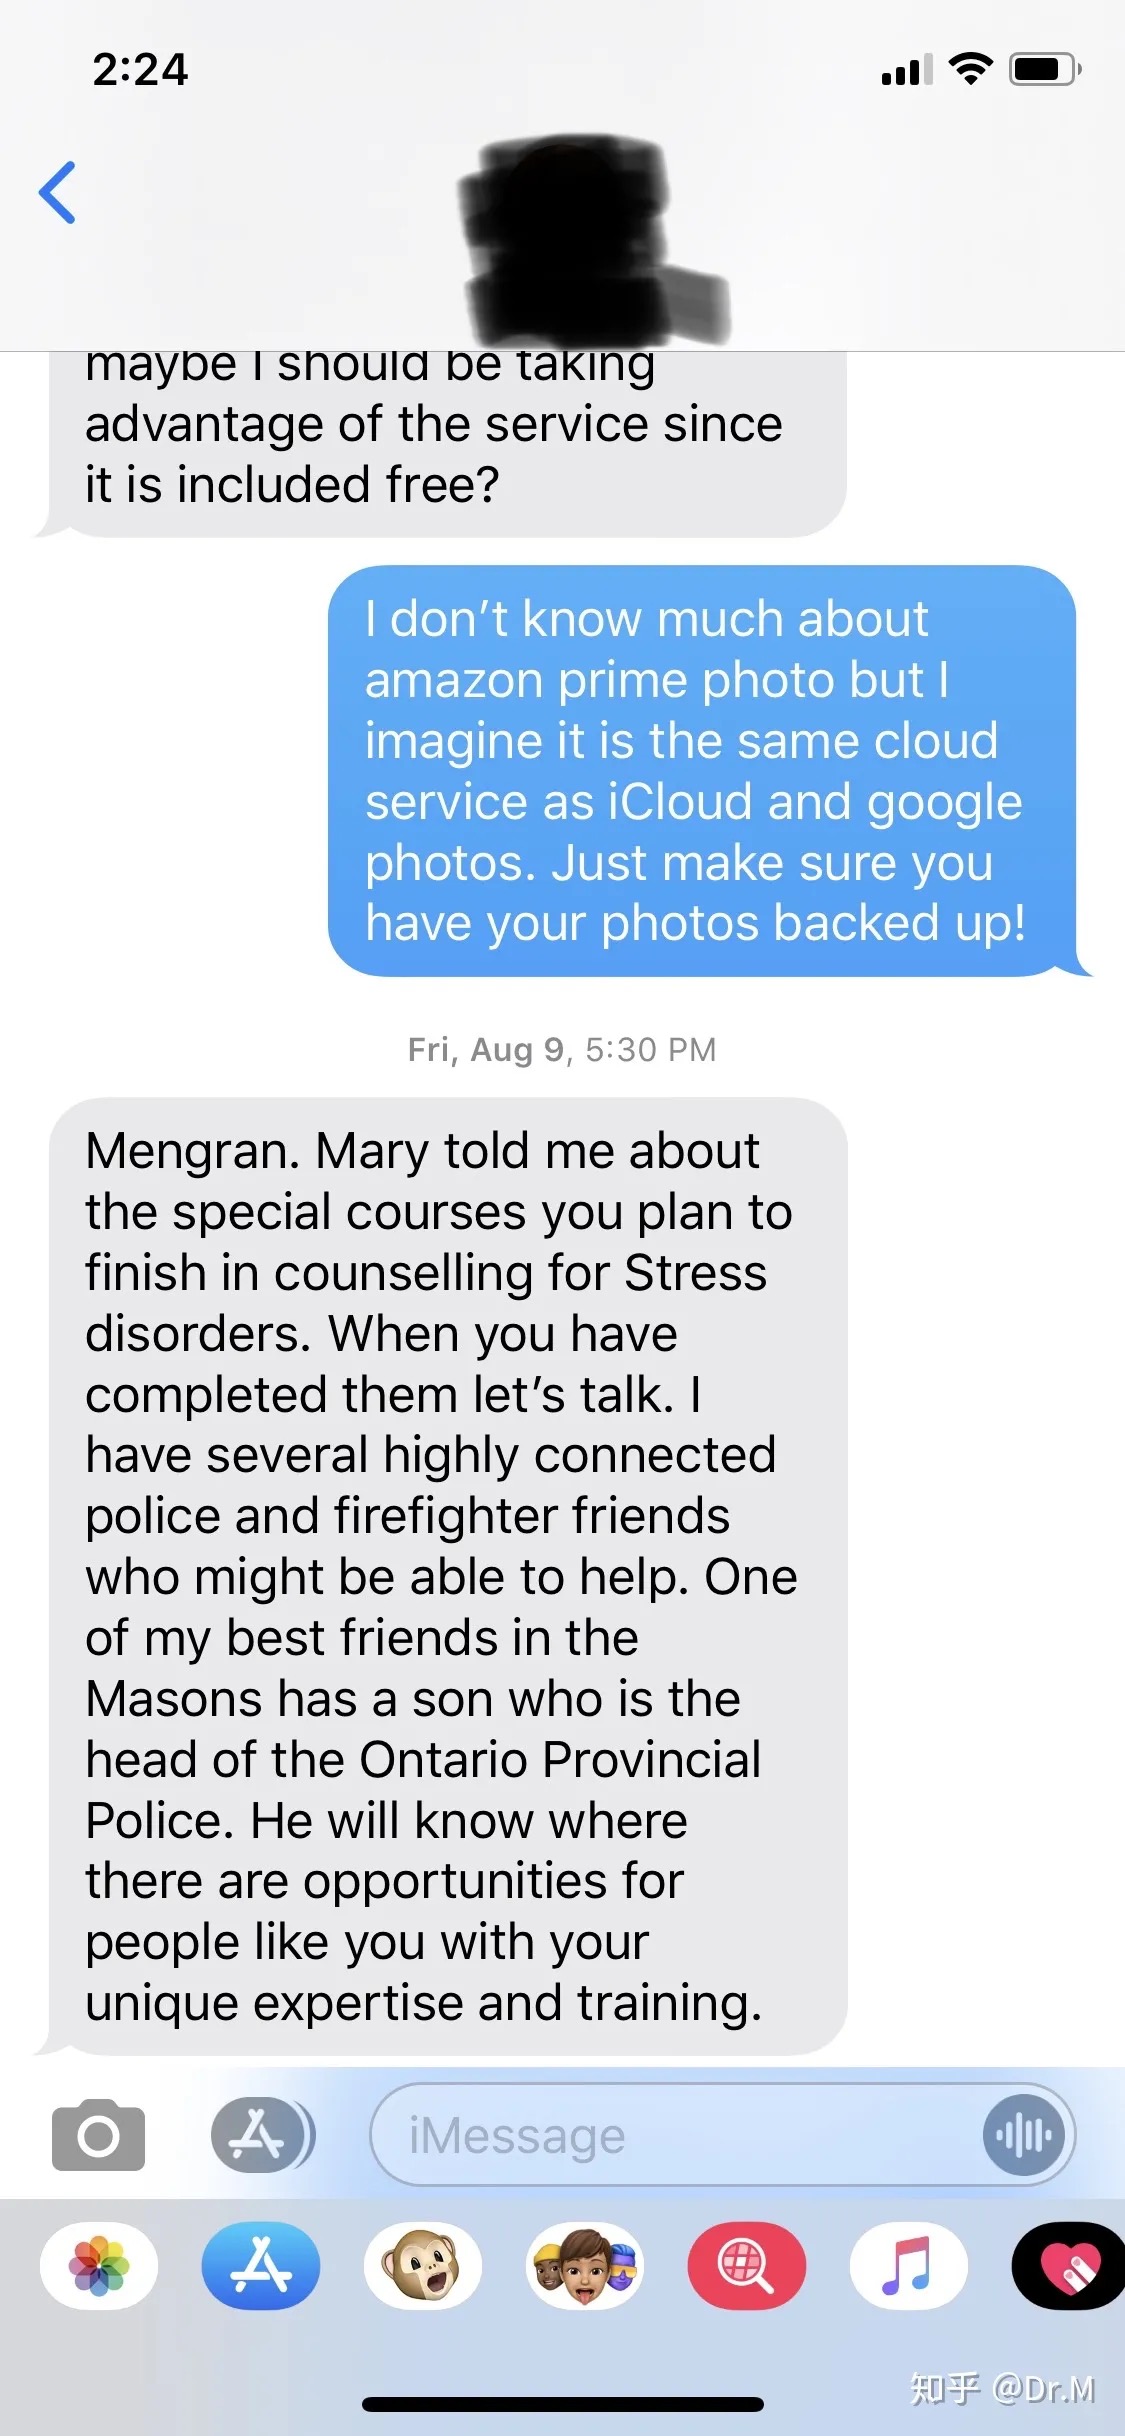 2:24
maybe I should be taking
advantage of the service since
it is included free?
I don’t know much about
amazon prime photo but I
imagine it is the same cloud
service as iCloud and google
photos. Just make sure you
have your photos backed up!
Fri, Aug 9, 5:30 PM
Mengran. Mary told me about
the special courses you plan to
finish in counselling for Stress
disorders. When you have
completed them let’s talk. I
have several highly connected
police and firefighter friends
who might be able to help. One
of my best friends in the
Masons has a son who is the
head of the Ontario Provincial
Police. He will know where
there are opportunities for
people like you with your
unique expertise and training.
iMessage
知乎 @Dr.M